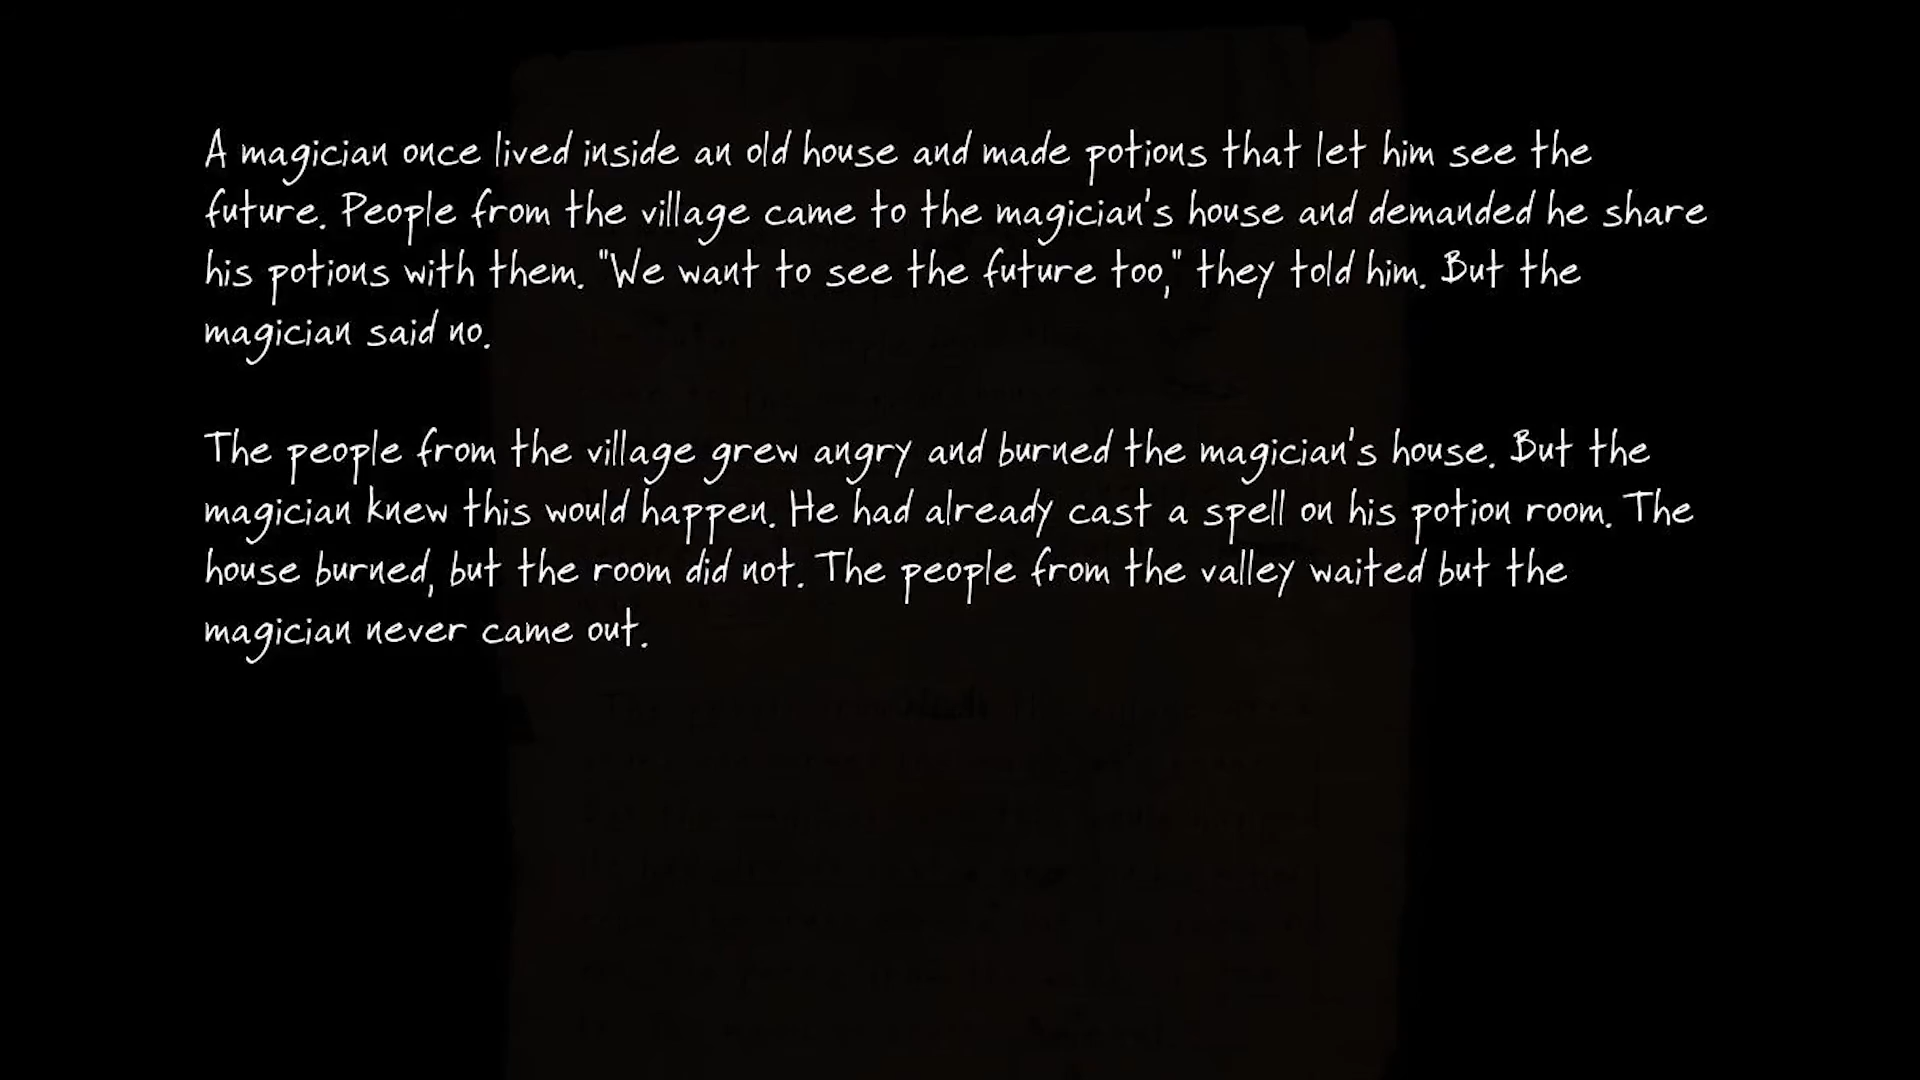 A magician once lived inside an old house and made potions that let him see the
future. People from the village came to the magician's house and demanded he share
his potions with them. "We want to see the future too," they told him. But the
magician said no.
The people from the village grew angry and burned the magician's house. But the
magician knew this would happen. He had already cast a spell on his potion room. The
house burned, but the room did not. The people from the valley waited but the
magician never came out.